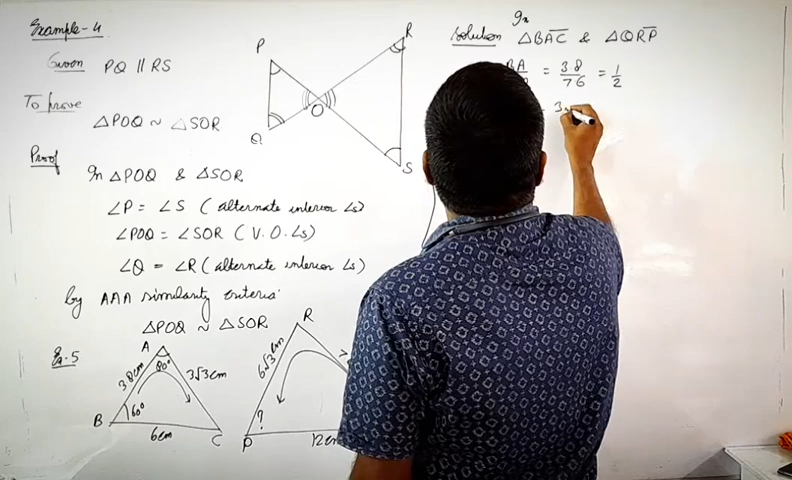 Example-4
Given PQ || RS
To prove
△POQ ~ △SOR
Proof
In △POQ & △SOR
∠P = ∠S ( alternate interior ∠s)
∠POQ = ∠SOR ( V.O.∠s)
∠Q = ∠R ( alternate interior ∠s)
by AAA similarity criteria
△POQ ~ △SOR
P
Q
O
R
S
Ex.5
A
80°
3.8cm
3√3cm
60°
B
6cm
C
R
6√3cm
?
P
12cm
In
Solution △BAC & △QRP
BA = 3.8/7.6 = 1/2